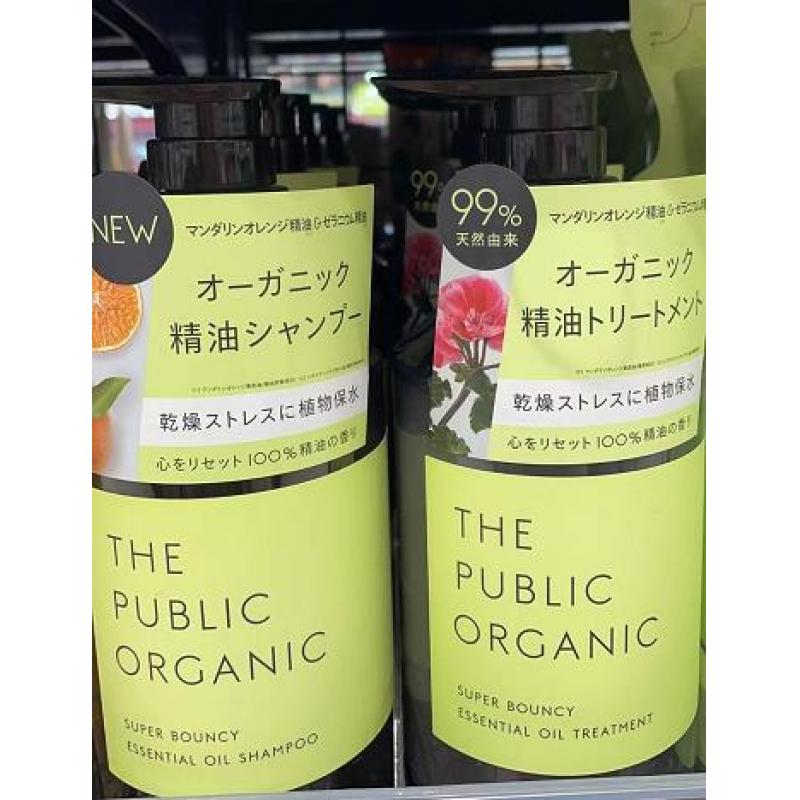 NEW
マンダリンオレンジ精油&ゼラニウム精油
オーガニック
精油シャンプー
乾燥ストレスに植物保水
心をリセット100%精油の香り
THE
PUBLIC
ORGANIC
SUPER BOUNCY
ESSENTIAL OIL SHAMPOO
99%
天然由来
マンダリンオレンジ精油&ゼラニウム精
オーガニック
精油トリートメント
乾燥ストレスに植物保水
心をリセット100%精油の香り
THE
PUBLIC
ORGANIC
SUPER BOUNCY
ESSENTIAL OIL TREATMENT
99%